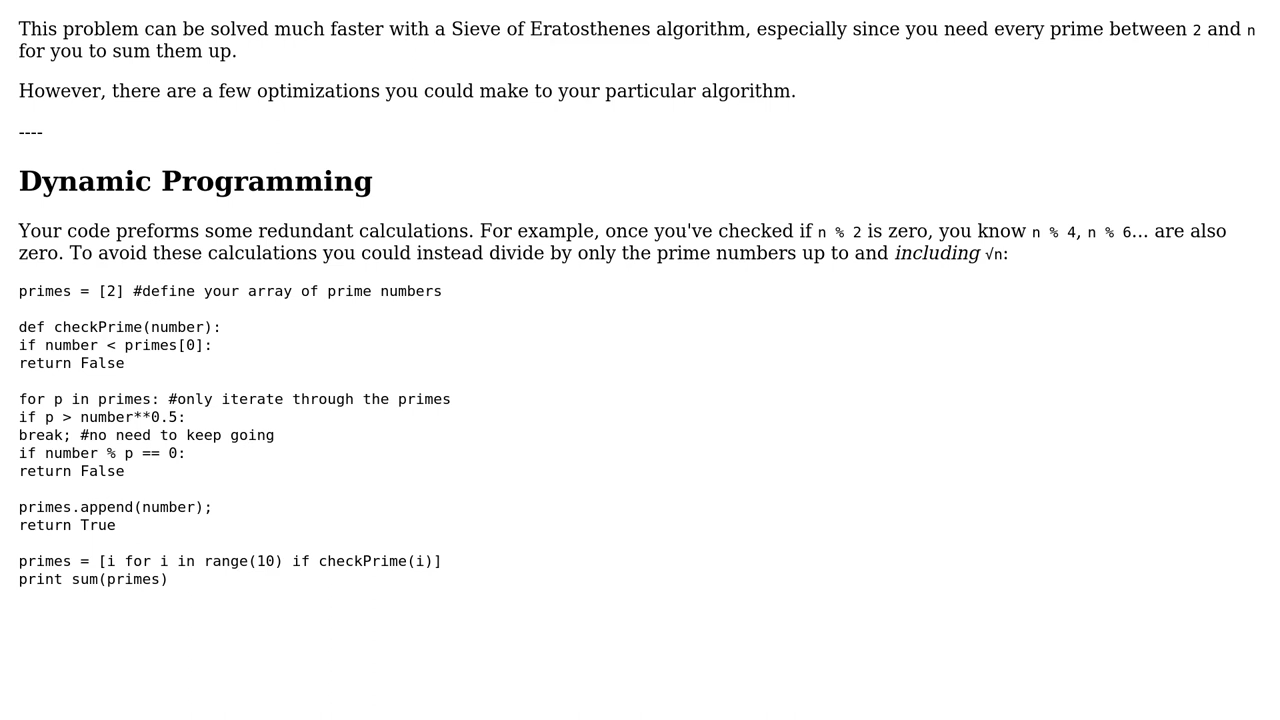 This problem can be solved much faster with a Sieve of Eratosthenes algorithm, especially since you need every prime between 2 and n
for you to sum them up.
However, there are a few optimizations you could make to your particular algorithm.
----
Dynamic Programming
Your code preforms some redundant calculations. For example, once you've checked if n % 2 is zero, you know n % 4, n % 6... are also
zero. To avoid these calculations you could instead divide by only the prime numbers up to and including √n:
primes = [2] #define your array of prime numbers
def checkPrime(number):
if number < primes[0]:
return False
for p in primes: #only iterate through the primes
if p > number**0.5:
break; #no need to keep going
if number % p == 0:
return False
primes.append(number);
return True
primes = [i for i in range(10) if checkPrime(i)]
print sum(primes)